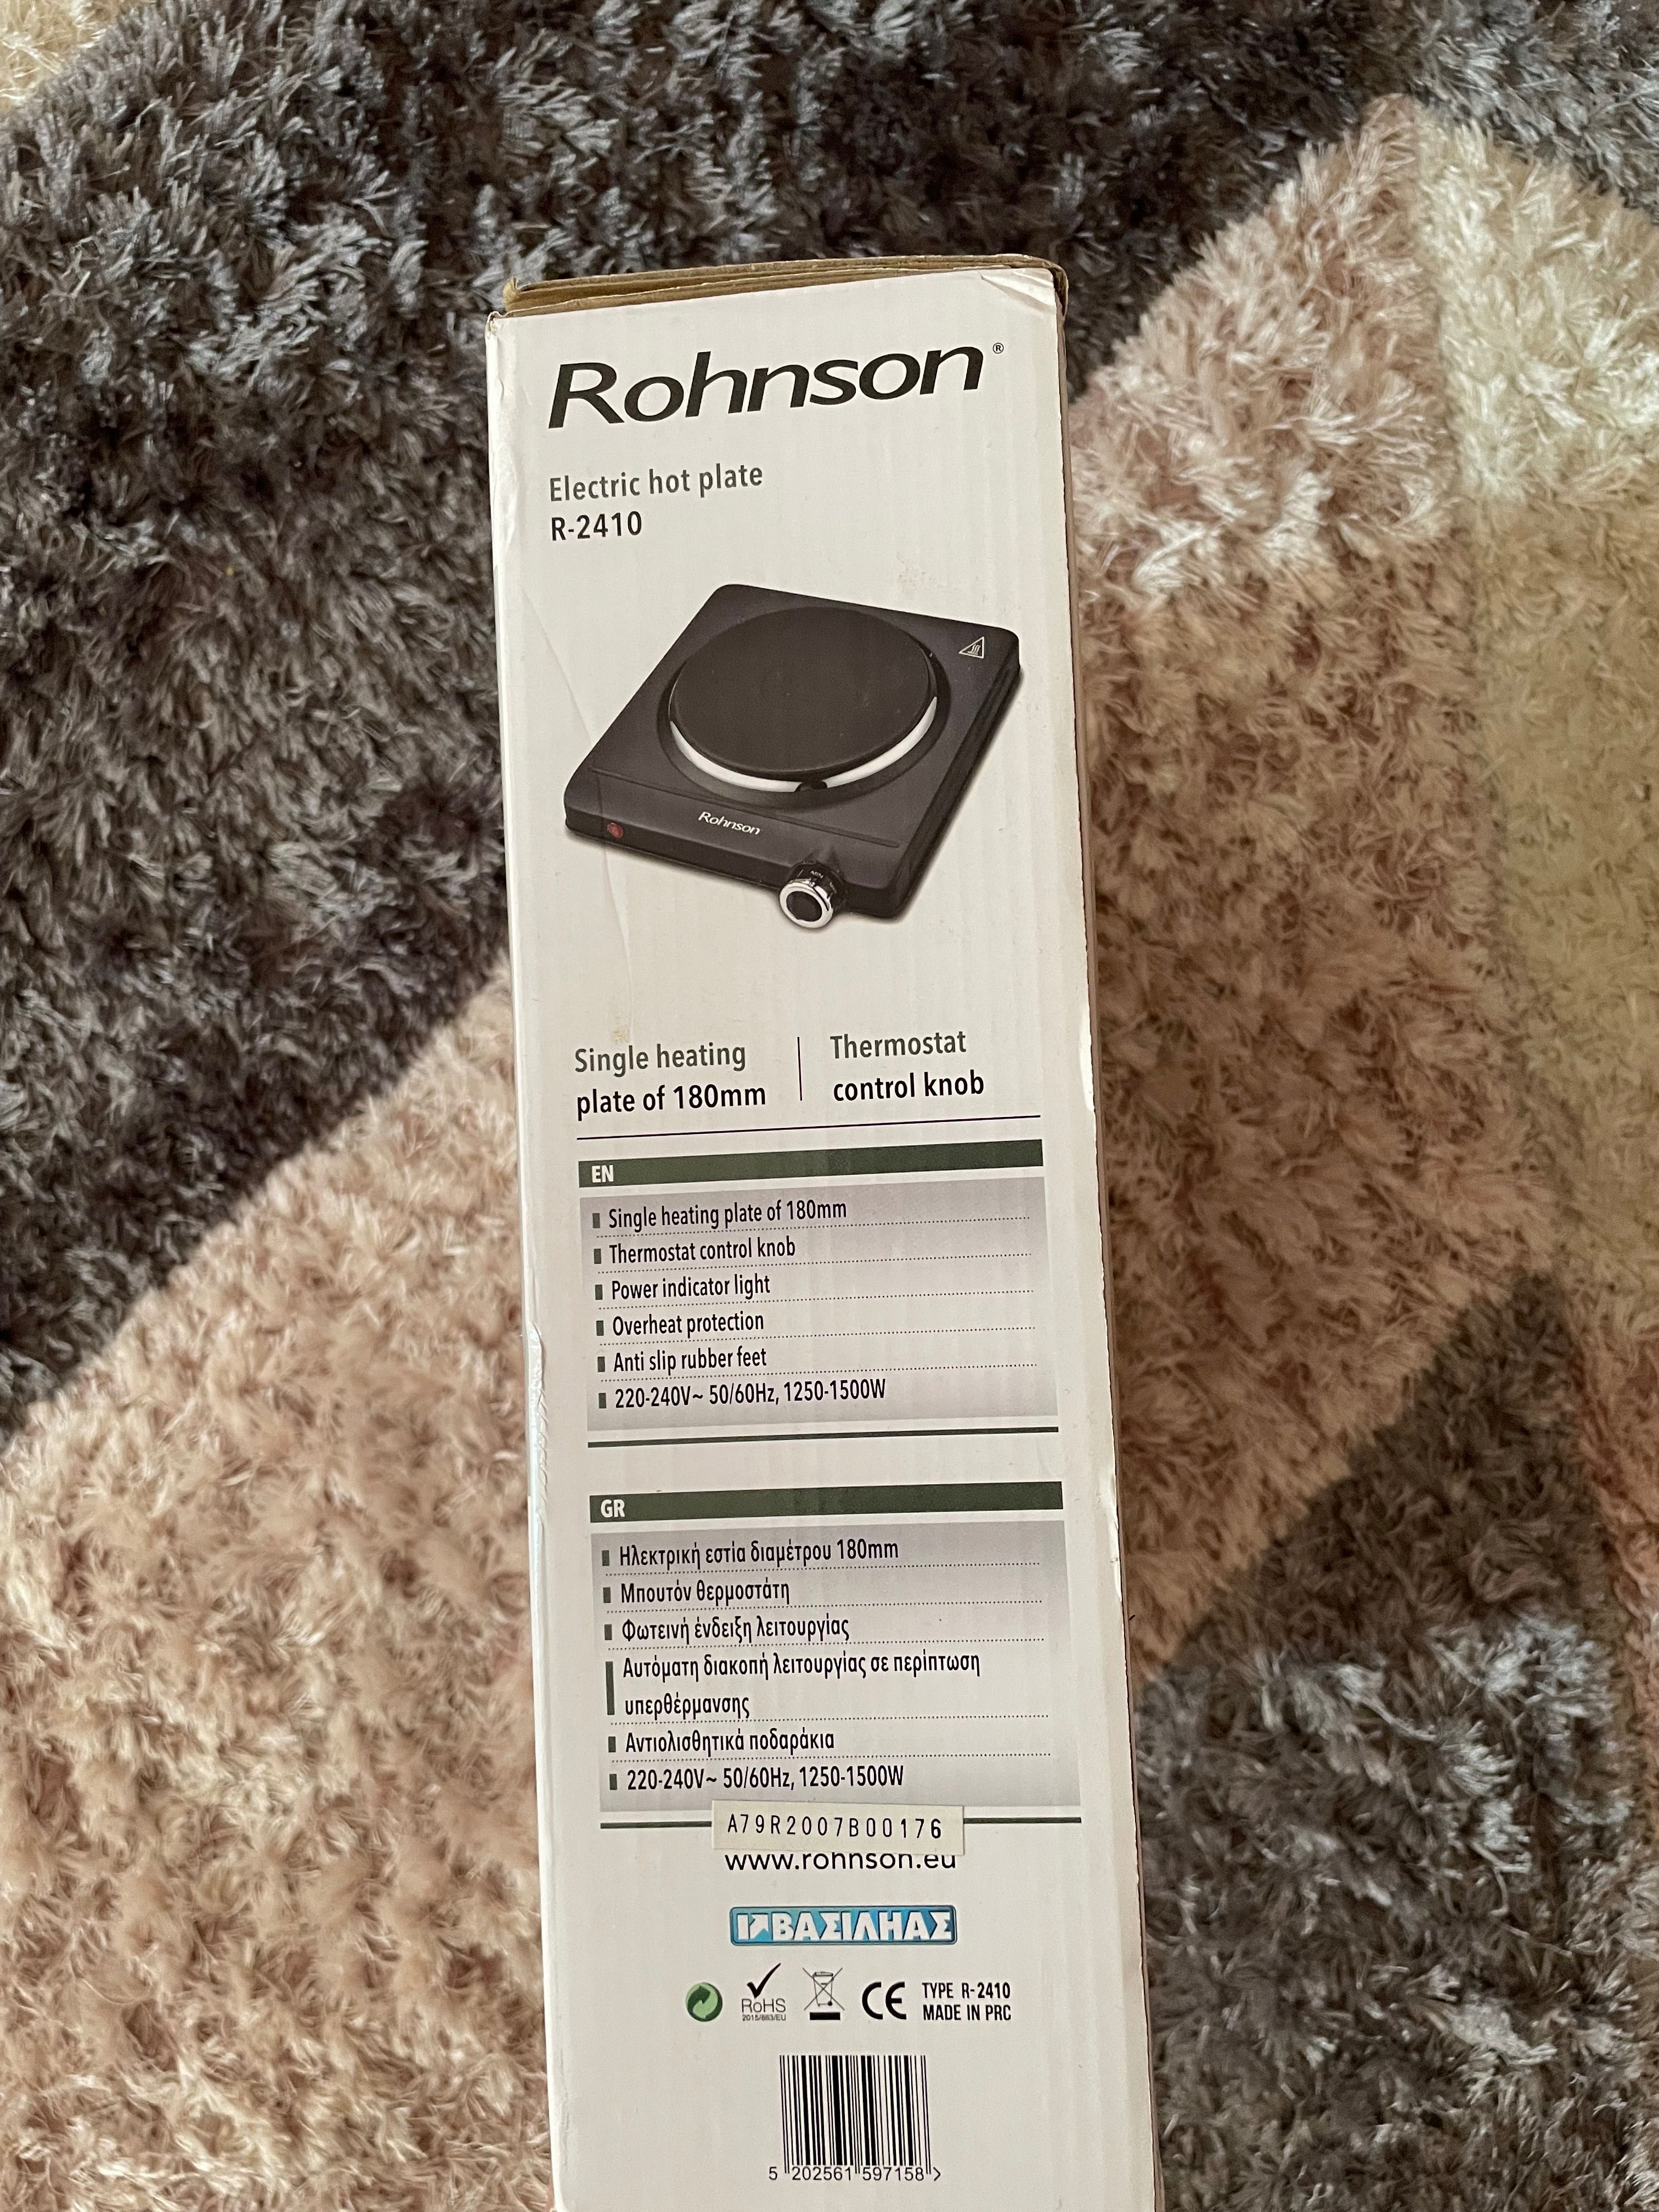 Rohnson®
Electric hot plate
R-2410
Rohnson
MIN
Single heating
plate of 180mm
Thermostat
control knob
EN
Single heating plate of 180mm
Thermostat control knob
Power indicator light
Overheat protection
Anti slip rubber feet
220-240V~ 50/60Hz, 1250-1500W
GR
Ηλεκτρική εστία διαμέτρου 180mm
Μπουτόν θερμοστάτη
Φωτεινή ένδειξη λειτουργίας
Αυτόματη διακοπή λειτουργίας σε περίπτωση
υπερθέρμανσης
Αντιολισθητικά ποδαράκια
220-240V~ 50/60Hz, 1250-1500W
A79R2007B00176
www.rohnson.eu
ΒΑΣΙΛΗΑΣ
RoHS
2015/863/EU
CE
TYPE R-2410
MADE IN PRC
5 202561 597158 >